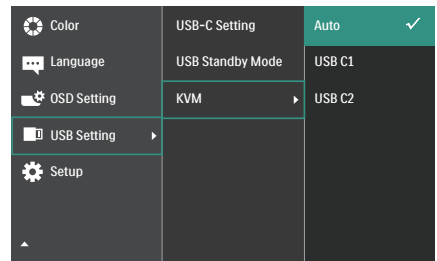 Color
Language
OSD Setting
USB Setting
Setup
USB-C Setting
USB Standby Mode
KVM
Auto
USB C1
USB C2